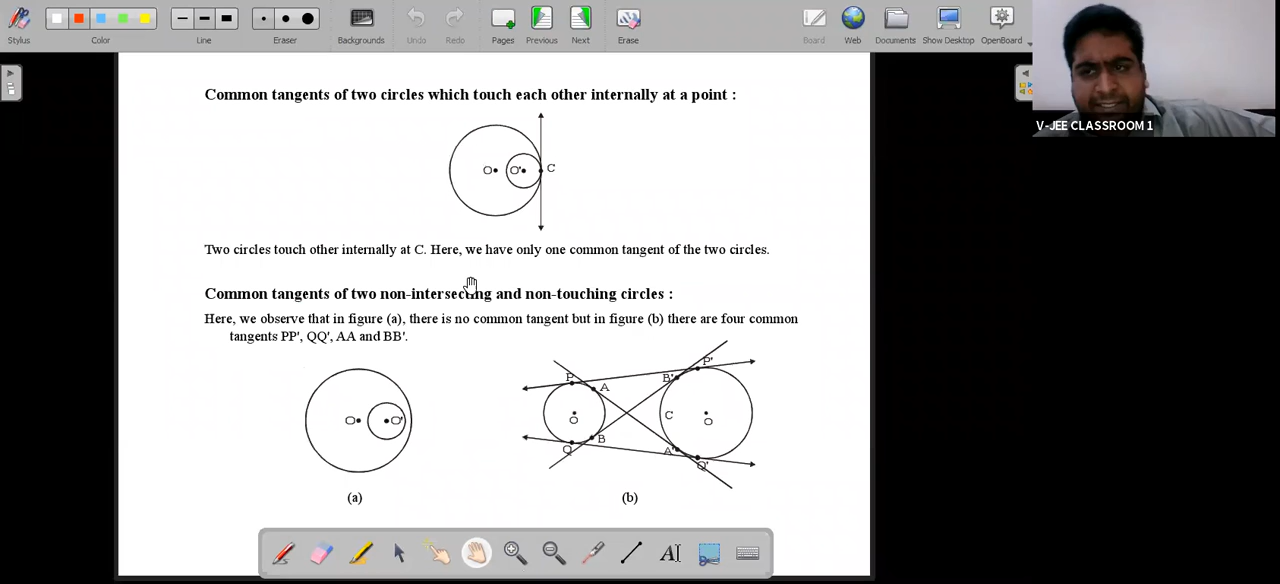 Stylus
Color
Line
Eraser
Backgrounds
Undo
Redo
Pages
Previous
Next
Erase
Board
Web
Documents
Show Desktop
OpenBoard
V-JEE CLASSROOM 1
Common tangents of two circles which touch each other internally at a point :
O
O'
C
Two circles touch other internally at C. Here, we have only one common tangent of the two circles.
Common tangents of two non-intersecting and non-touching circles :
Here, we observe that in figure (a), there is no common tangent but in figure (b) there are four common
tangents PP', QQ', AA and BB'.
O
O'
(a)
P
A
B'
P'
O
C
O
B
Q
A'
Q'
(b)
A